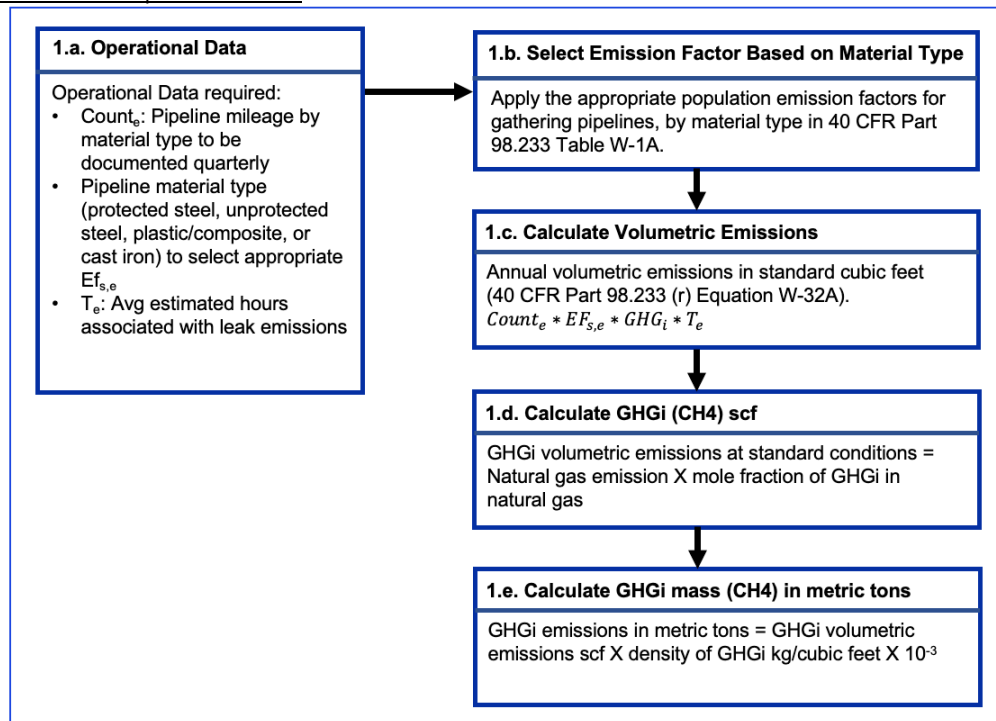 1.a. Operational Data
Operational Data required:
• Countₑ: Pipeline mileage by
material type to be
documented quarterly
• Pipeline material type
(protected steel, unprotected
steel, plastic/composite, or
cast iron) to select appropriate
Ef<sub>s,e</sub>
• Tₑ: Avg estimated hours
associated with leak emissions
1.b. Select Emission Factor Based on Material Type
Apply the appropriate population emission factors for
gathering pipelines, by material type in 40 CFR Part
98.233 Table W-1A.
1.c. Calculate Volumetric Emissions
Annual volumetric emissions in standard cubic feet
(40 CFR Part 98.233 (r) Equation W-32A).
Countₑ * EF<sub>s,e</sub> * GHGᵢ * Tₑ
1.d. Calculate GHGi (CH4) scf
GHGi volumetric emissions at standard conditions =
Natural gas emission X mole fraction of GHGi in
natural gas
1.e. Calculate GHGi mass (CH4) in metric tons
GHGi emissions in metric tons = GHGi volumetric
emissions scf X density of GHGi kg/cubic feet X 10⁻³